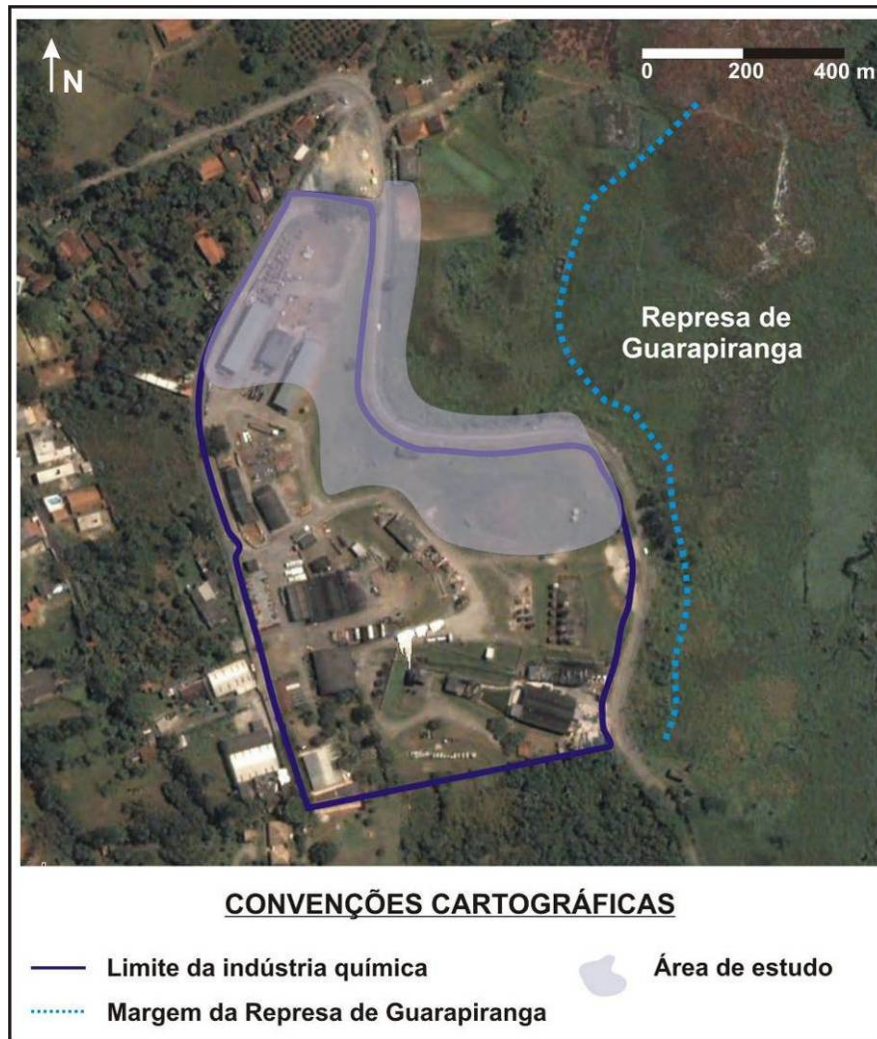 N
0 200 400 m
Represa de
Guarapiranga
CONVENÇÕES CARTOGRÁFICAS
Limite da indústria química
Área de estudo
Margem da Represa de Guarapiranga